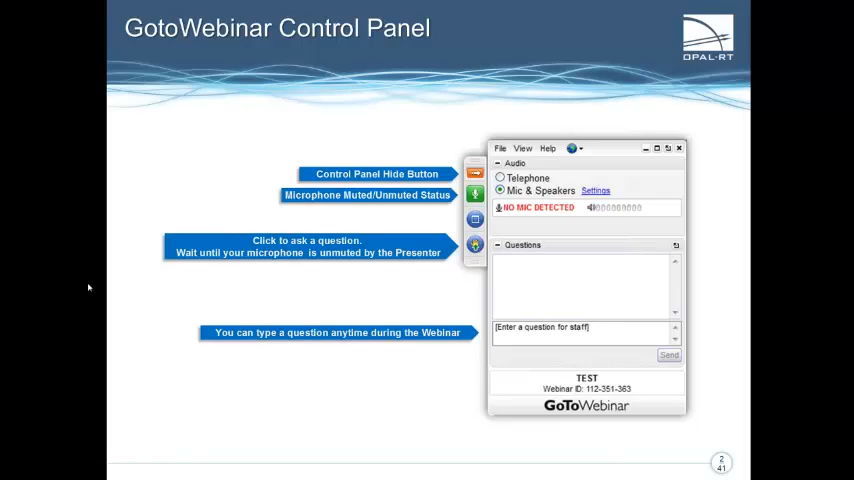 GotoWebinar Control Panel
OPAL-RT
File View Help
Audio
Control Panel Hide Button
Telephone
Microphone Muted/Unmuted Status
Mic & Speakers Settings
NO MIC DETECTED
Click to ask a question.
Wait until your microphone is unmuted by the Presenter
Questions
You can type a question anytime during the Webinar
[Enter a question for staff]
Send
TEST
Webinar ID: 112-351-363
GoToWebinar
2
41